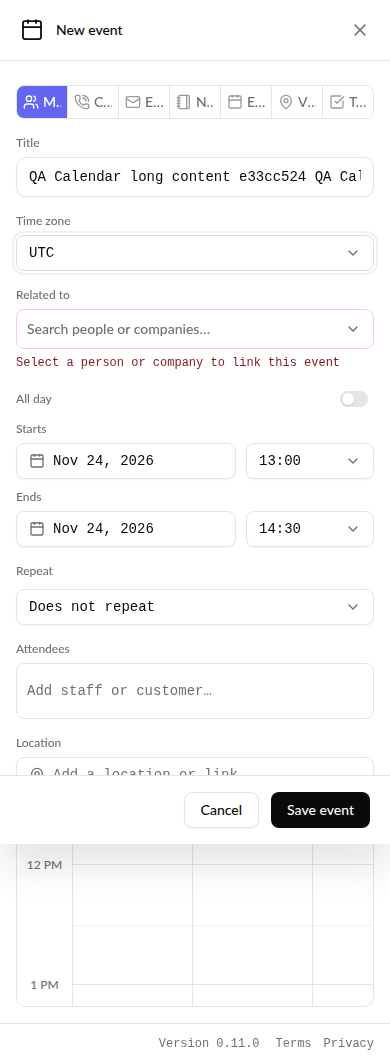 New event
M... C... E... N... E... V... T...
Title
QA Calendar long content e33cc524 QA Cal
Time zone
UTC
Related to
Search people or companies...
Select a person or company to link this event
All day
Starts
Nov 24, 2026 13:00
Ends
Nov 24, 2026 14:30
Repeat
Does not repeat
Attendees
Add staff or customer…
Location
Add a location or link
Cancel Save event
12 PM
1 PM
Version 0.11.0 Terms Privacy